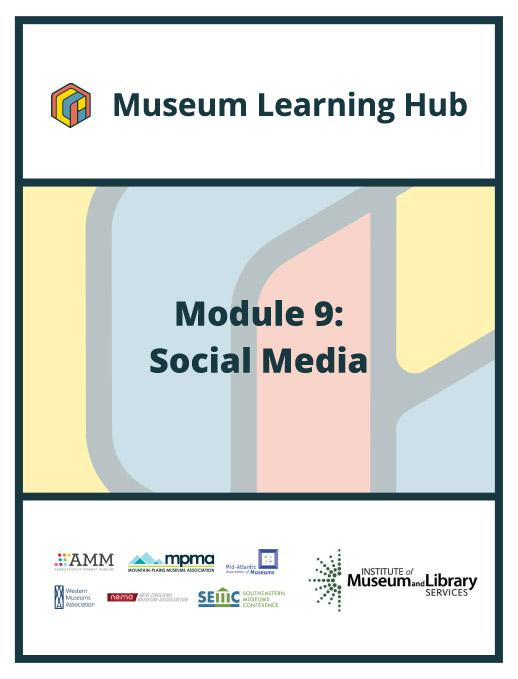 Museum Learning Hub
Module 9:
Social Media
AMM
ASSOCIATION OF MIDWEST MUSEUMS
mpma
MOUNTAIN-PLAINS MUSEUMS ASSOCIATION
Mid-Atlantic
Association of Museums
INSTITUTE of
Museum and Library
SERVICES
Western
Museums
Association
nema
NEW ENGLAND
MUSEUM ASSOCIATION
SEMC
SOUTHEASTERN
MUSEUMS
CONFERENCE